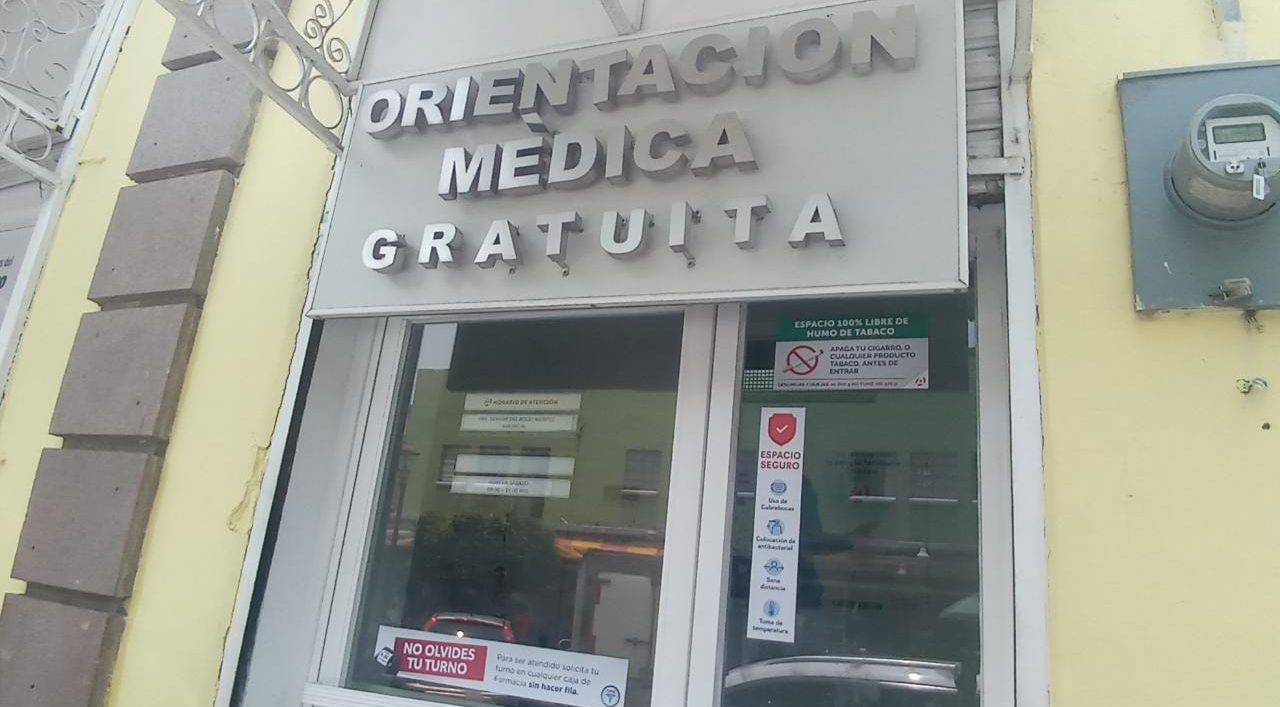 ORIENTACION
MÈDICA
GRATUITA
ESPACIO 100% LIBRE DE
HUMO DE TABACO
APAGA TU CIGARRO, O
CUALQUIER PRODUCTO
TABACO, ANTES DE
ENTRAR
HORARIO DE ATENCIÓN
ESPACIO
SEGURO
Uso de
Cubrebocas
Colocación de
antibacterial
Sana
distancia
Toma de
temperatura
NO OLVIDES
TU TURNO
Para ser atendido solicita tu
turno en cualquier caja de
Farmacia sin hacer fila.